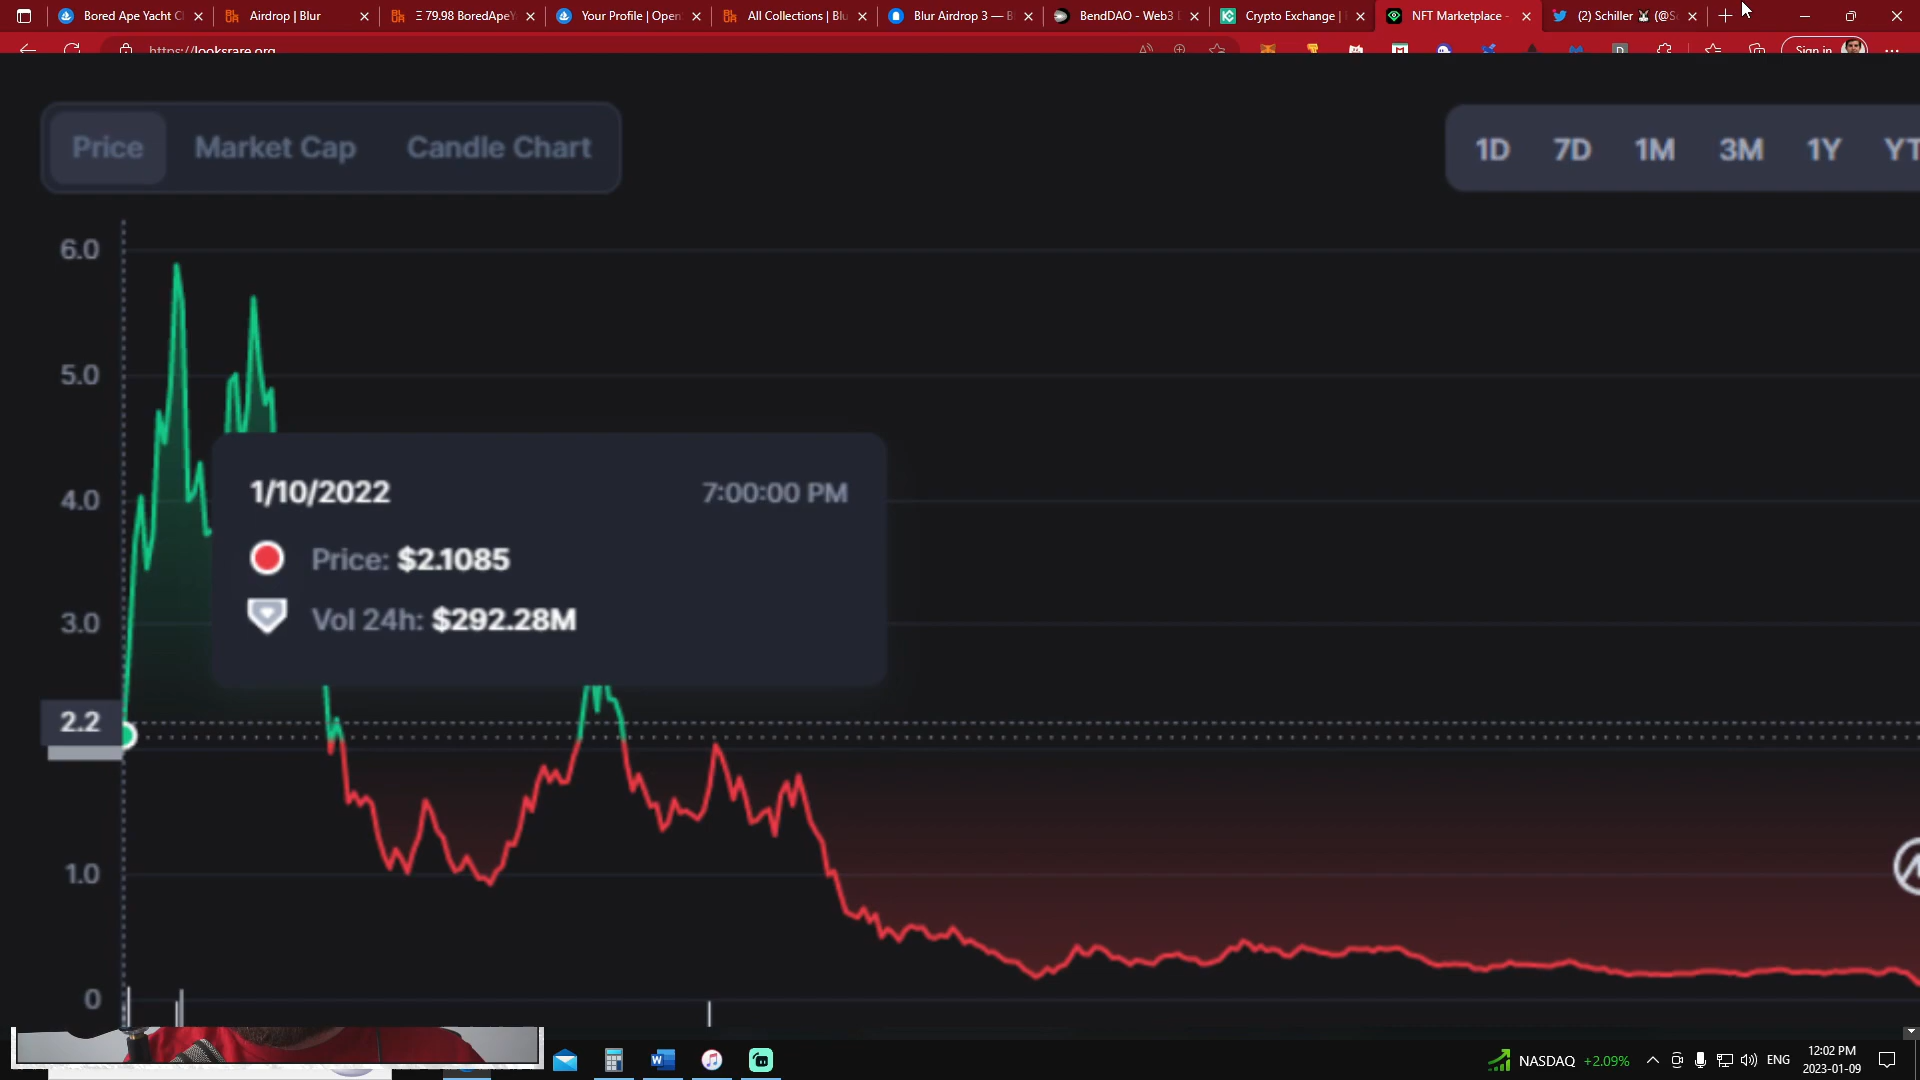 Bored Ape Yacht C
Airdrop | Blur
Ξ 79.98 BoredApeY
Your Profile | Open
All Collections | Blu
Blur Airdrop 3 — B
BendDAO - Web3 D
Crypto Exchange |
NFT Marketplace -
(2) Schiller (@S
https://looksrare.org
Sign in
Price
Market Cap
Candle Chart
1D
7D
1M
3M
1Y
YT
6.0
5.0
4.0
3.0
2.2
1.0
0
1/10/2022
7:00:00 PM
Price: $2.1085
Vol 24h: $292.28M
NASDAQ +2.09%
ENG
12:02 PM
2023-01-09